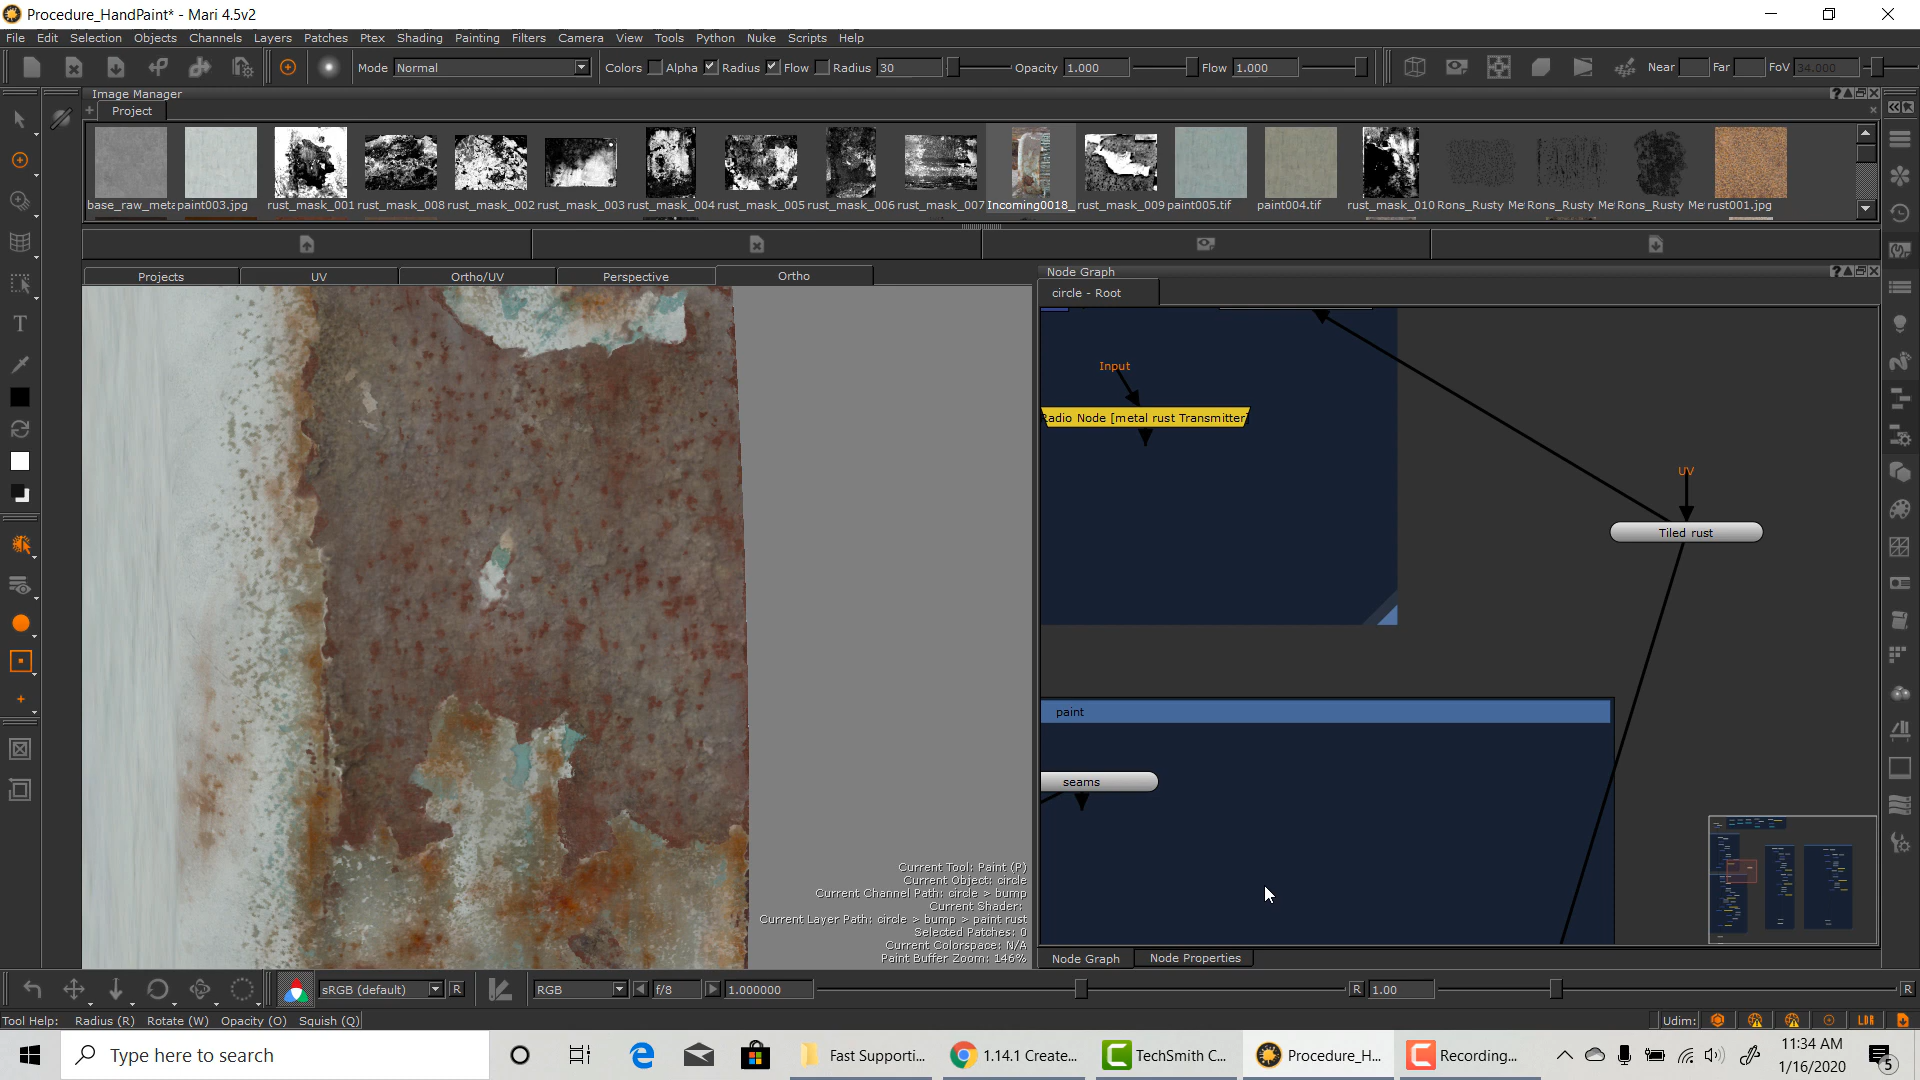 Procedure_HandPaint* - Mari 4.5v2
File Edit Selection Objects Channels Layers Patches Ptex Shading Painting Filters Camera View Tools Python Nuke Scripts Help
Mode Normal Colors Alpha Radius Flow Radius 30 Opacity 1.000 Flow 1.000 Near Far FoV 34.000
Image Manager
Project
base_raw_meta paint003.jpg rust_mask_001 rust_mask_008 rust_mask_002 rust_mask_003 rust_mask_004 rust_mask_005 rust_mask_006 rust_mask_007 Incoming0018_ rust_mask_009 paint005.tif paint004.tif rust_mask_010 Rons_Rusty Me Rons_Rusty Me Rons_Rusty Me rust001.jpg
Projects UV Ortho/UV Perspective Ortho
Node Graph
circle - Root
Input
Radio Node [metal rust Transmitter]
UV
Tiled rust
paint
seams
Current Tool: Paint (P)
Current Object: circle
Current Channel Path: circle > bump
Current Shader:
Current Layer Path: circle > bump > paint rust
Selected Patches: 0
Current Colorspace: N/A
Paint Buffer Zoom: 146%
Node Graph Node Properties
sRGB (default) R RGB f/8 1.000000 R 1.00 R
Tool Help: Radius (R) Rotate (W) Opacity (O) Squish (Q)
Udim: LDR
Type here to search
Fast Supporti... 1.14.1 Create... TechSmith C... Procedure_H... Recording...
11:34 AM
1/16/2020
5